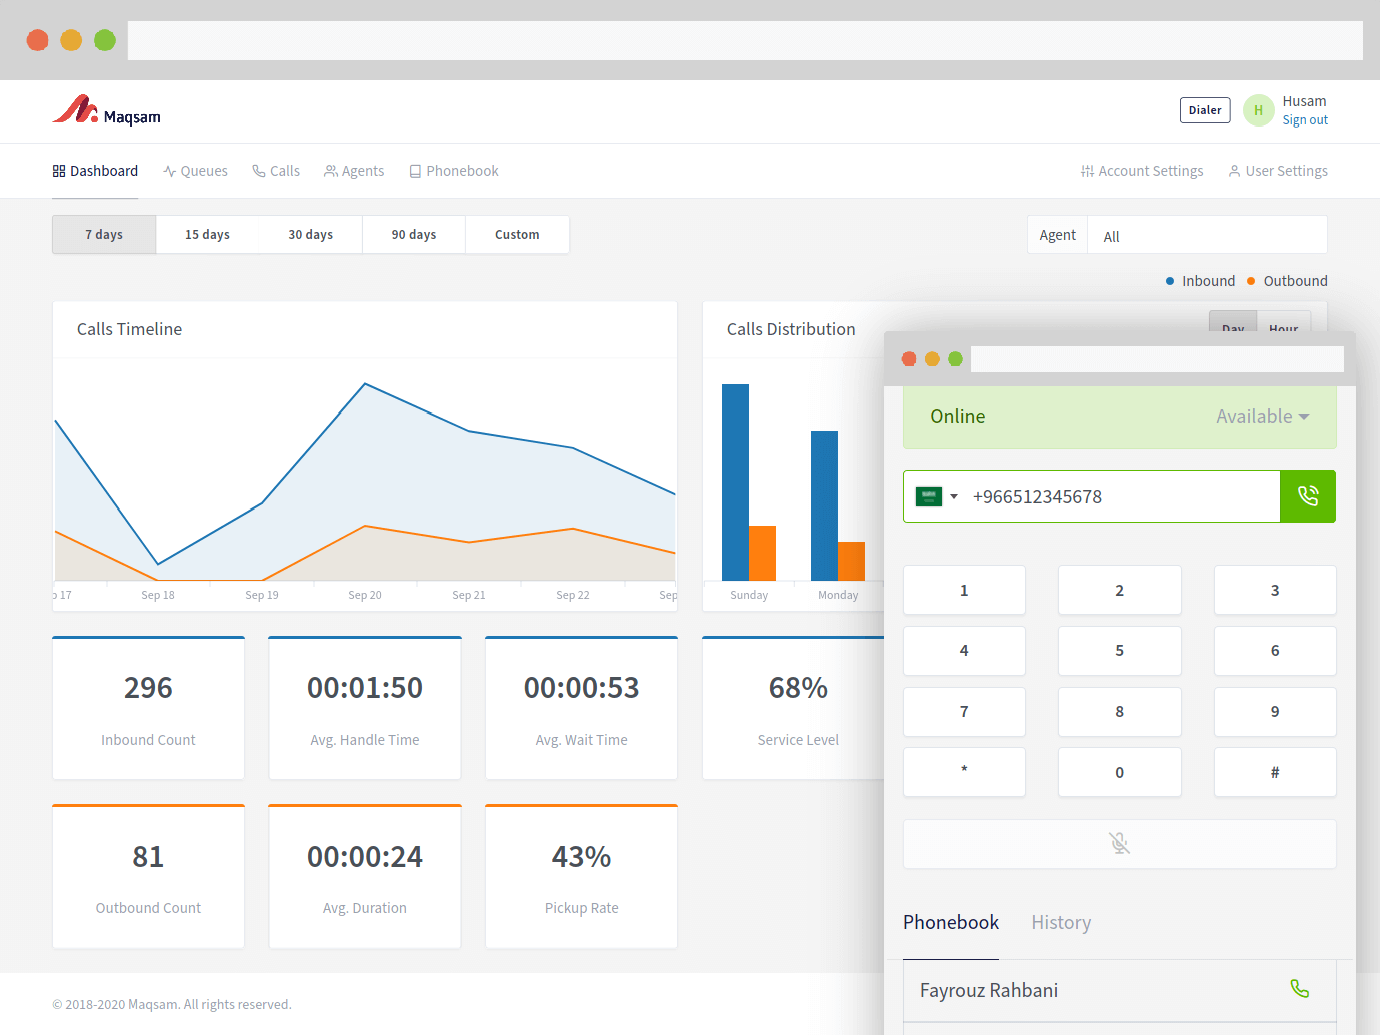 Maqsam
Dialer
H
Husam
Sign out
Dashboard
Queues
Calls
Agents
Phonebook
Account Settings
User Settings
7 days
15 days
30 days
90 days
Custom
Agent
All
Inbound
Outbound
Calls Timeline
17
Sep 18
Sep 19
Sep 20
Sep 21
Sep 22
Sep
Calls Distribution
Day
Hour
Sunday
Monday
296
Inbound Count
00:01:50
Avg. Handle Time
00:00:53
Avg. Wait Time
68%
Service Level
81
Outbound Count
00:00:24
Avg. Duration
43%
Pickup Rate
© 2018-2020 Maqsam. All rights reserved.
Online
Available
+966512345678
1
2
3
4
5
6
7
8
9
*
0
#
Phonebook
History
Fayrouz Rahbani